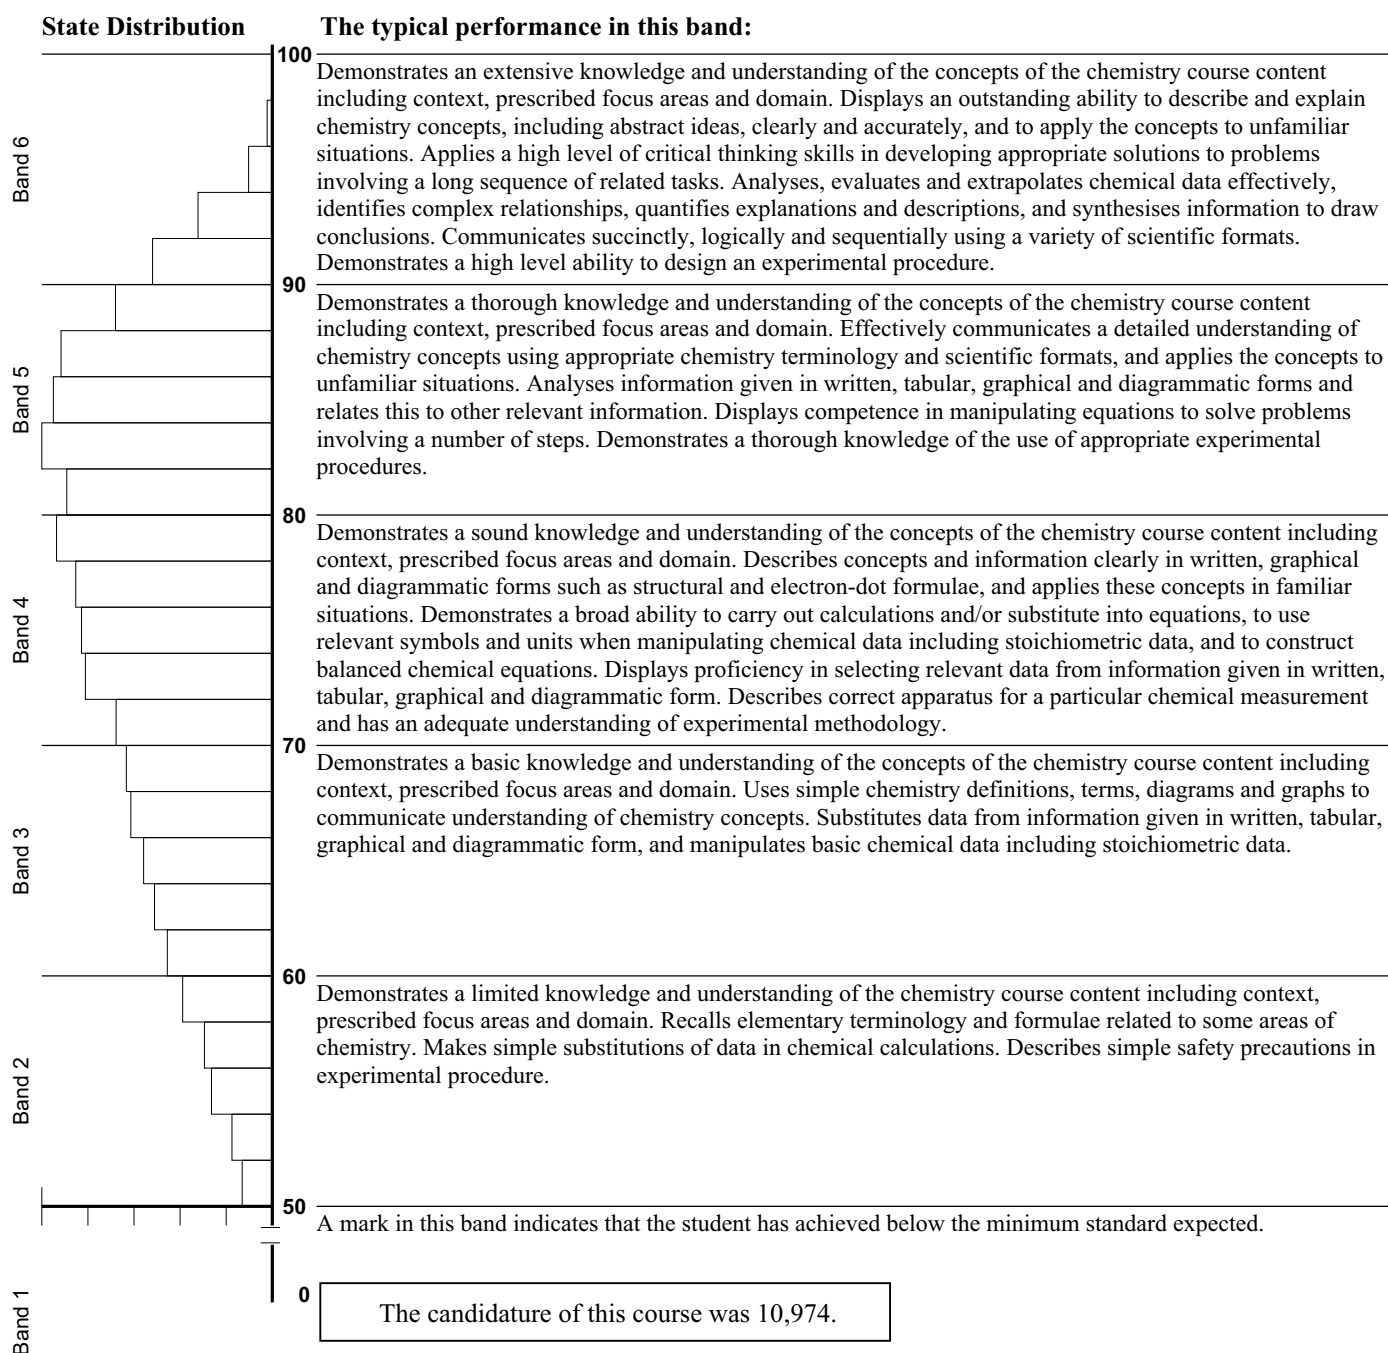 State Distribution
The typical performance in this band:
100
Demonstrates an extensive knowledge and understanding of the concepts of the chemistry course content
including context, prescribed focus areas and domain. Displays an outstanding ability to describe and explain
chemistry concepts, including abstract ideas, clearly and accurately, and to apply the concepts to unfamiliar
situations. Applies a high level of critical thinking skills in developing appropriate solutions to problems
involving a long sequence of related tasks. Analyses, evaluates and extrapolates chemical data effectively,
identifies complex relationships, quantifies explanations and descriptions, and synthesises information to draw
conclusions. Communicates succinctly, logically and sequentially using a variety of scientific formats.
Demonstrates a high level ability to design an experimental procedure.
Band 6
90
Demonstrates a thorough knowledge and understanding of the concepts of the chemistry course content
including context, prescribed focus areas and domain. Effectively communicates a detailed understanding of
chemistry concepts using appropriate chemistry terminology and scientific formats, and applies the concepts to
unfamiliar situations. Analyses information given in written, tabular, graphical and diagrammatic forms and
relates this to other relevant information. Displays competence in manipulating equations to solve problems
involving a number of steps. Demonstrates a thorough knowledge of the use of appropriate experimental
procedures.
Band 5
80
Demonstrates a sound knowledge and understanding of the concepts of the chemistry course content including
context, prescribed focus areas and domain. Describes concepts and information clearly in written, graphical
and diagrammatic forms such as structural and electron-dot formulae, and applies these concepts in familiar
situations. Demonstrates a broad ability to carry out calculations and/or substitute into equations, to use
relevant symbols and units when manipulating chemical data including stoichiometric data, and to construct
balanced chemical equations. Displays proficiency in selecting relevant data from information given in written,
tabular, graphical and diagrammatic form. Describes correct apparatus for a particular chemical measurement
and has an adequate understanding of experimental methodology.
Band 4
70
Demonstrates a basic knowledge and understanding of the concepts of the chemistry course content including
context, prescribed focus areas and domain. Uses simple chemistry definitions, terms, diagrams and graphs to
communicate understanding of chemistry concepts. Substitutes data from information given in written, tabular,
graphical and diagrammatic form, and manipulates basic chemical data including stoichiometric data.
Band 3
60
Demonstrates a limited knowledge and understanding of the chemistry course content including context,
prescribed focus areas and domain. Recalls elementary terminology and formulae related to some areas of
chemistry. Makes simple substitutions of data in chemical calculations. Describes simple safety precautions in
experimental procedure.
Band 2
50
A mark in this band indicates that the student has achieved below the minimum standard expected.
0
Band 1
The candidature of this course was 10,974.